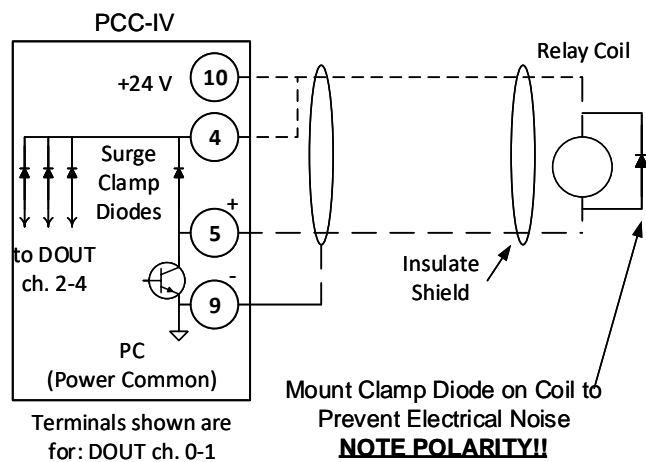 PCC-IV
+24 V
10
4
Surge
Clamp
Diodes
+
5
to DOUT
ch. 2-4
-
9
PC
(Power Common)
Terminals shown are
for: DOUT ch. 0-1
Relay Coil
Insulate
Shield
Mount Clamp Diode on Coil to
Prevent Electrical Noise
NOTE POLARITY!!